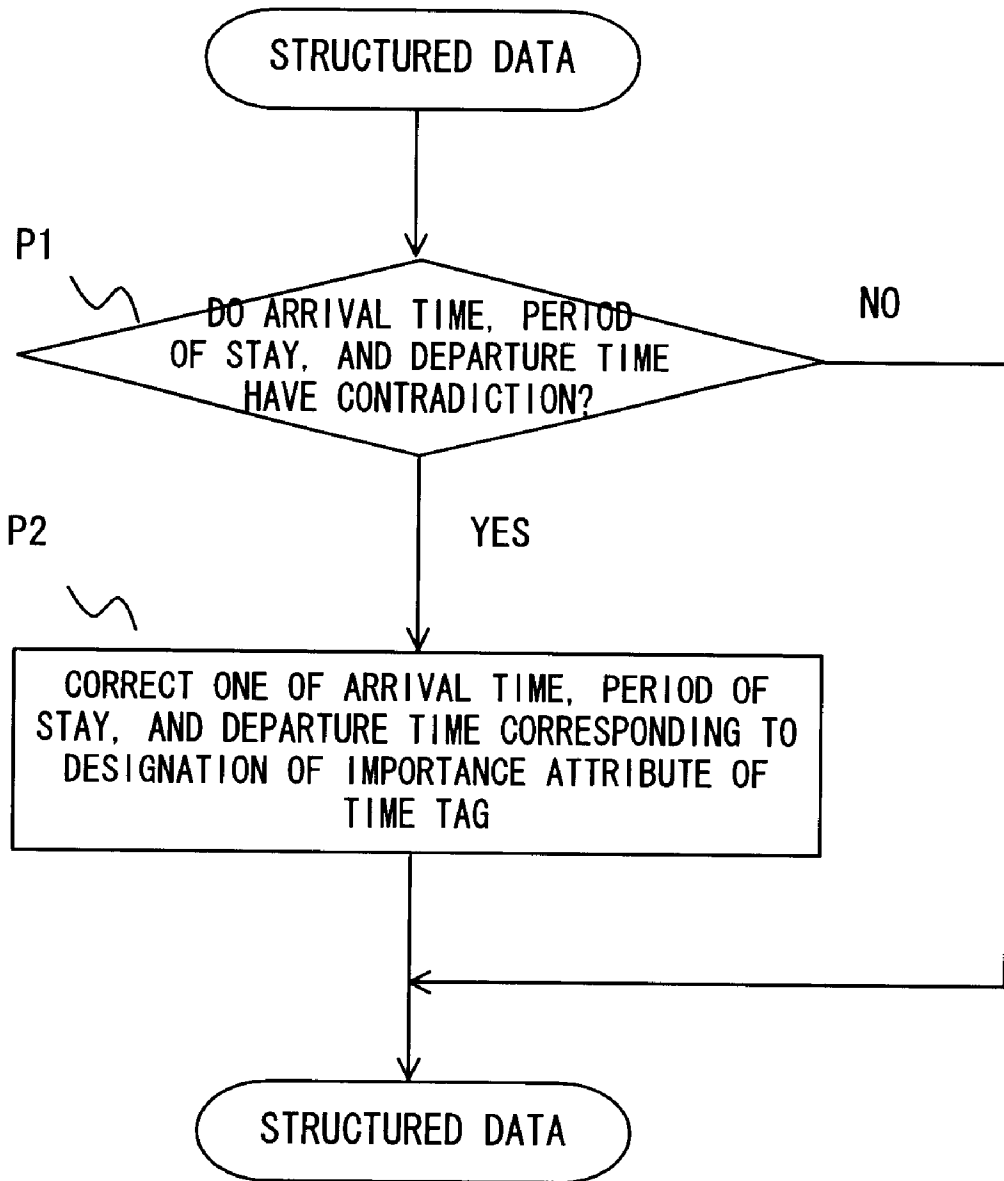 STRUCTURED DATA
P1
DO ARRIVAL TIME, PERIOD
OF STAY, AND DEPARTURE TIME
HAVE CONTRADICTION?
NO
YES
P2
CORRECT ONE OF ARRIVAL TIME, PERIOD OF
STAY, AND DEPARTURE TIME CORRESPONDING TO
DESIGNATION OF IMPORTANCE ATTRIBUTE OF
TIME TAG
STRUCTURED DATA